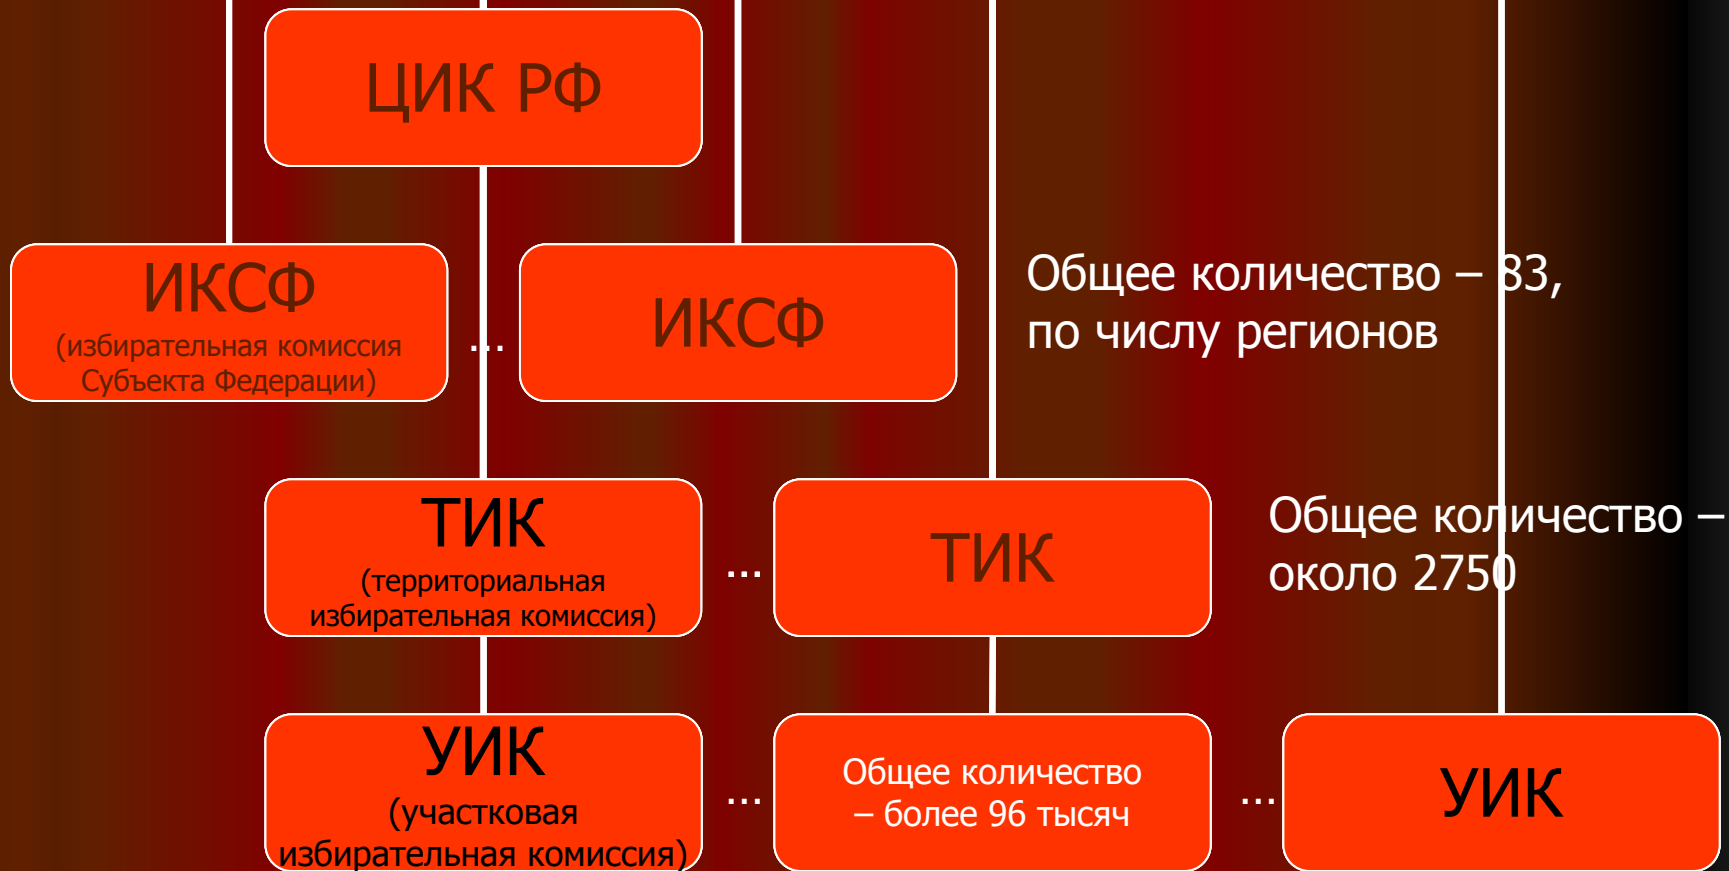 ЦИК РФ
ИКСФ
(избирательная комиссия
Субъекта Федерации)
...
ИКСФ
Общее количество – 83,
по числу регионов
ТИК
(территориальная
избирательная комиссия)
...
ТИК
Общее количество –
около 2750
УИК
(участковая
избирательная комиссия)
...
Общее количество
– более 96 тысяч
...
УИК